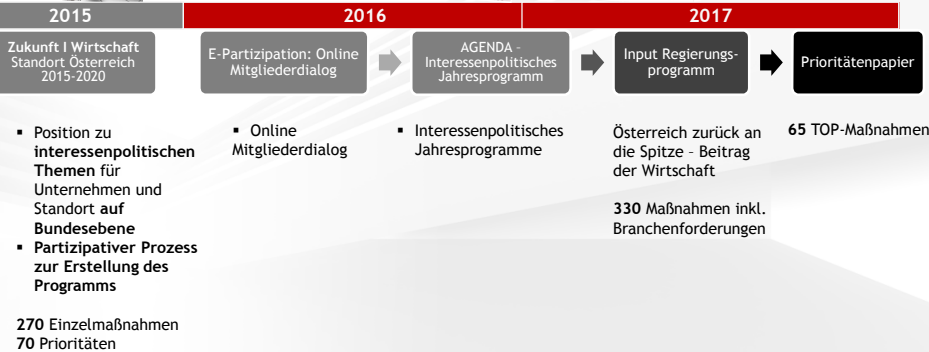 2015
2016
2017
Zukunft I Wirtschaft
Standort Österreich
2015-2020
E-Partizipation: Online
Mitgliederdialog
AGENDA –
Interessenpolitisches
Jahresprogramm
Input Regierungs-
programm
Prioritätenpapier
▪ Position zu
interessenpolitischen
Themen für
Unternehmen und
Standort auf
Bundesebene
▪ Partizipativer Prozess
zur Erstellung des
Programms
270 Einzelmaßnahmen
70 Prioritäten
▪ Online
Mitgliederdialog
▪ Interessenpolitisches
Jahresprogramme
Österreich zurück an
die Spitze – Beitrag
der Wirtschaft
330 Maßnahmen inkl.
Branchenforderungen
65 TOP-Maßnahmen